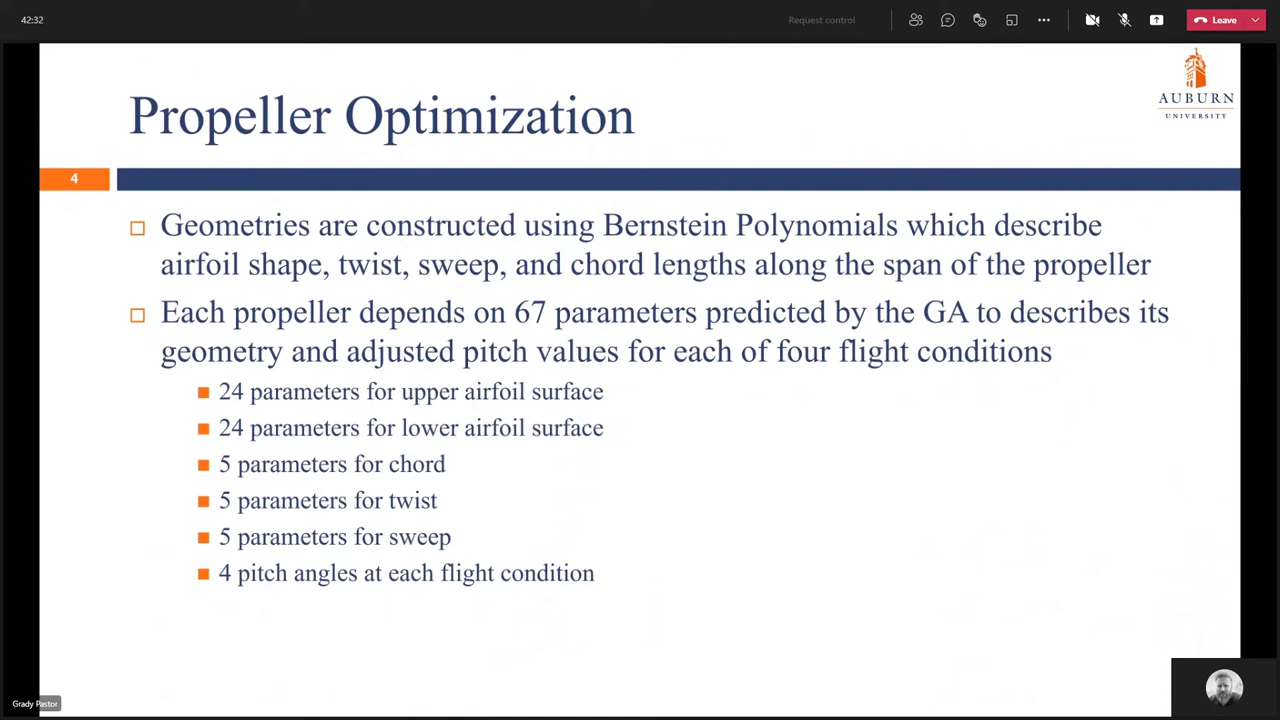 42:32
Request control
Leave
AUBURN
UNIVERSITY
Propeller Optimization
4
Geometries are constructed using Bernstein Polynomials which describe
airfoil shape, twist, sweep, and chord lengths along the span of the propeller
Each propeller depends on 67 parameters predicted by the GA to describes its
geometry and adjusted pitch values for each of four flight conditions
24 parameters for upper airfoil surface
24 parameters for lower airfoil surface
5 parameters for chord
5 parameters for twist
5 parameters for sweep
4 pitch angles at each flight condition
Grady Pastor